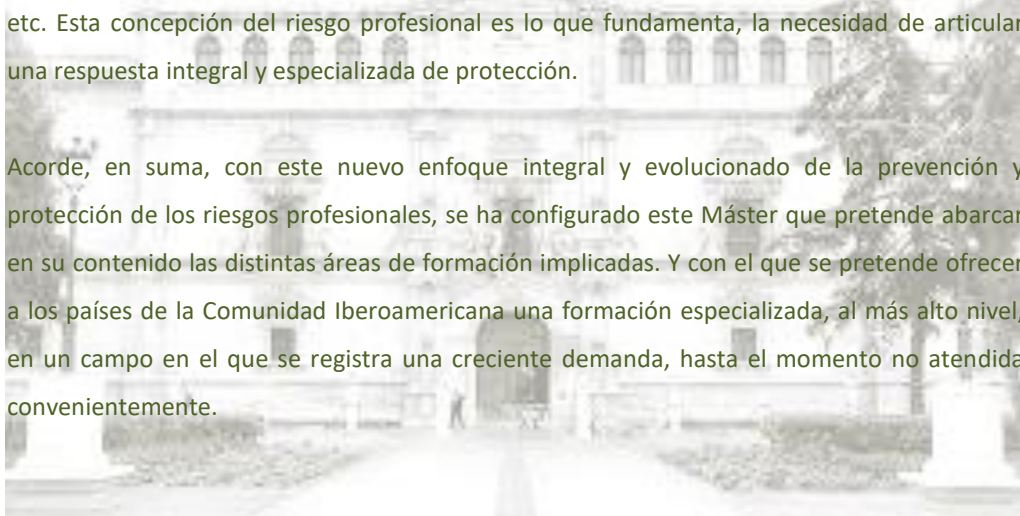 etc. Esta concepción del riesgo profesional es lo que fundamenta, la necesidad de articular
una respuesta integral y especializada de protección.
Acorde, en suma, con este nuevo enfoque integral y evolucionado de la prevención y
protección de los riesgos profesionales, se ha configurado este Máster que pretende abarcar
en su contenido las distintas áreas de formación implicadas. Y con el que se pretende ofrecer
a los países de la Comunidad Iberoamericana una formación especializada, al más alto nivel,
en un campo en el que se registra una creciente demanda, hasta el momento no atendida
convenientemente.